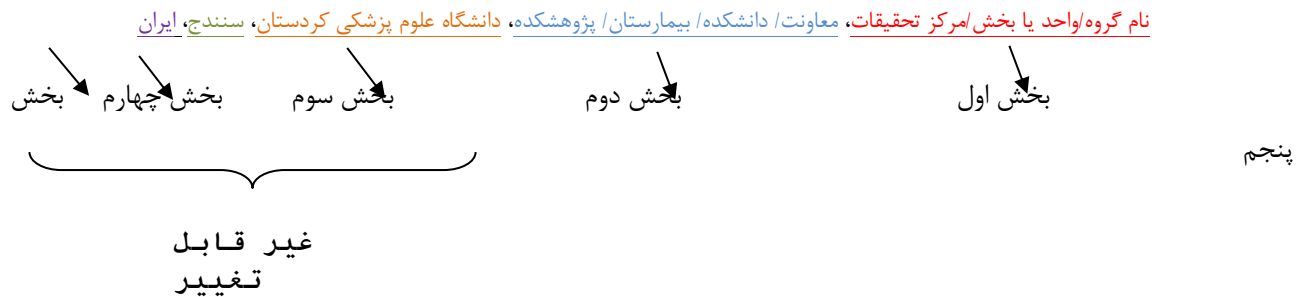 نام گروه/واحد یا بخش/مرکز تحقیقات، معاونت/ دانشکده/ بیمارستان/ پژوهشکده، دانشگاه علوم پزشکی کردستان، سنندج، ایران
بخش اول بخش دوم بخش سوم بخش چهارم بخش
پنجم
غیر قابل
تغییر